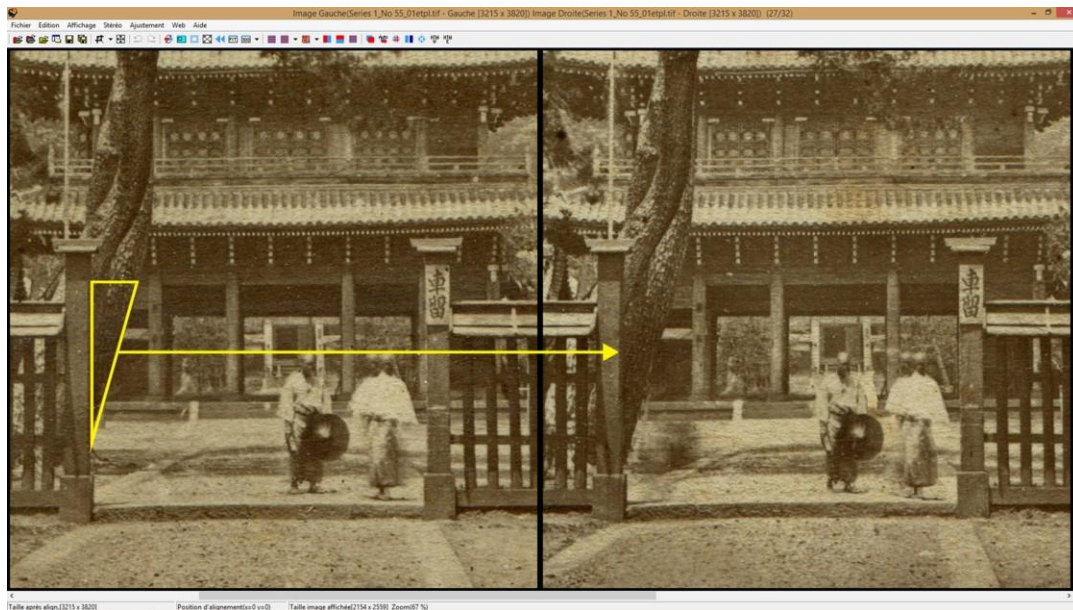 Image Gauche(Series 1_No 55_01etpl.tif - Gauche [3215 x 3820]) Image Droite(Series 1_No 55_01etpl.tif - Droite [3215 x 3820]) (27/32)
Fichier Edition Affichage Stéréo Ajustement Web Aide
車留
車留
Taille après align.[3215 x 3820] Position d'alignement(x=0 y=0) Taille image affichée[2154 x 2559] Zoom(67 %)